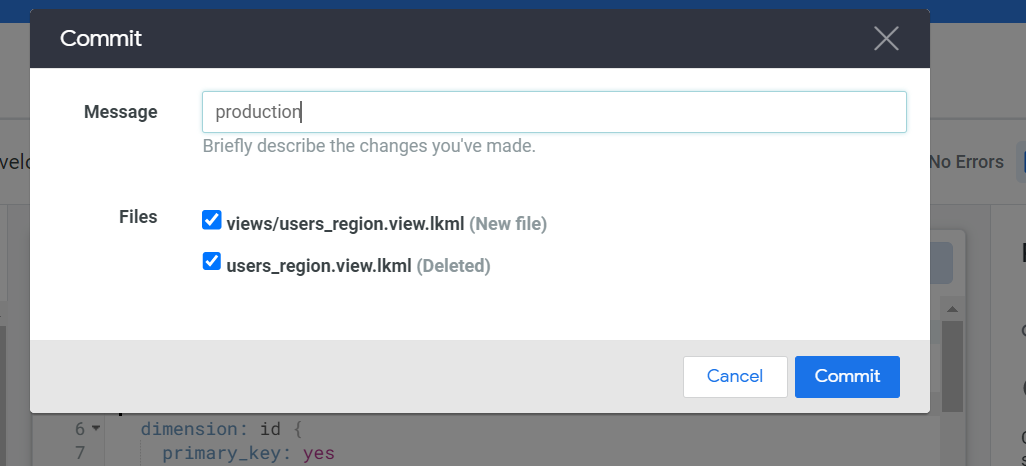 Commit
Message
production
Briefly describe the changes you've made.
No Errors
Files
views/users_region.view.lkml (New file)
users_region.view.lkml (Deleted)
Cancel
Commit
6
dimension: id {
7
primary_key: yes